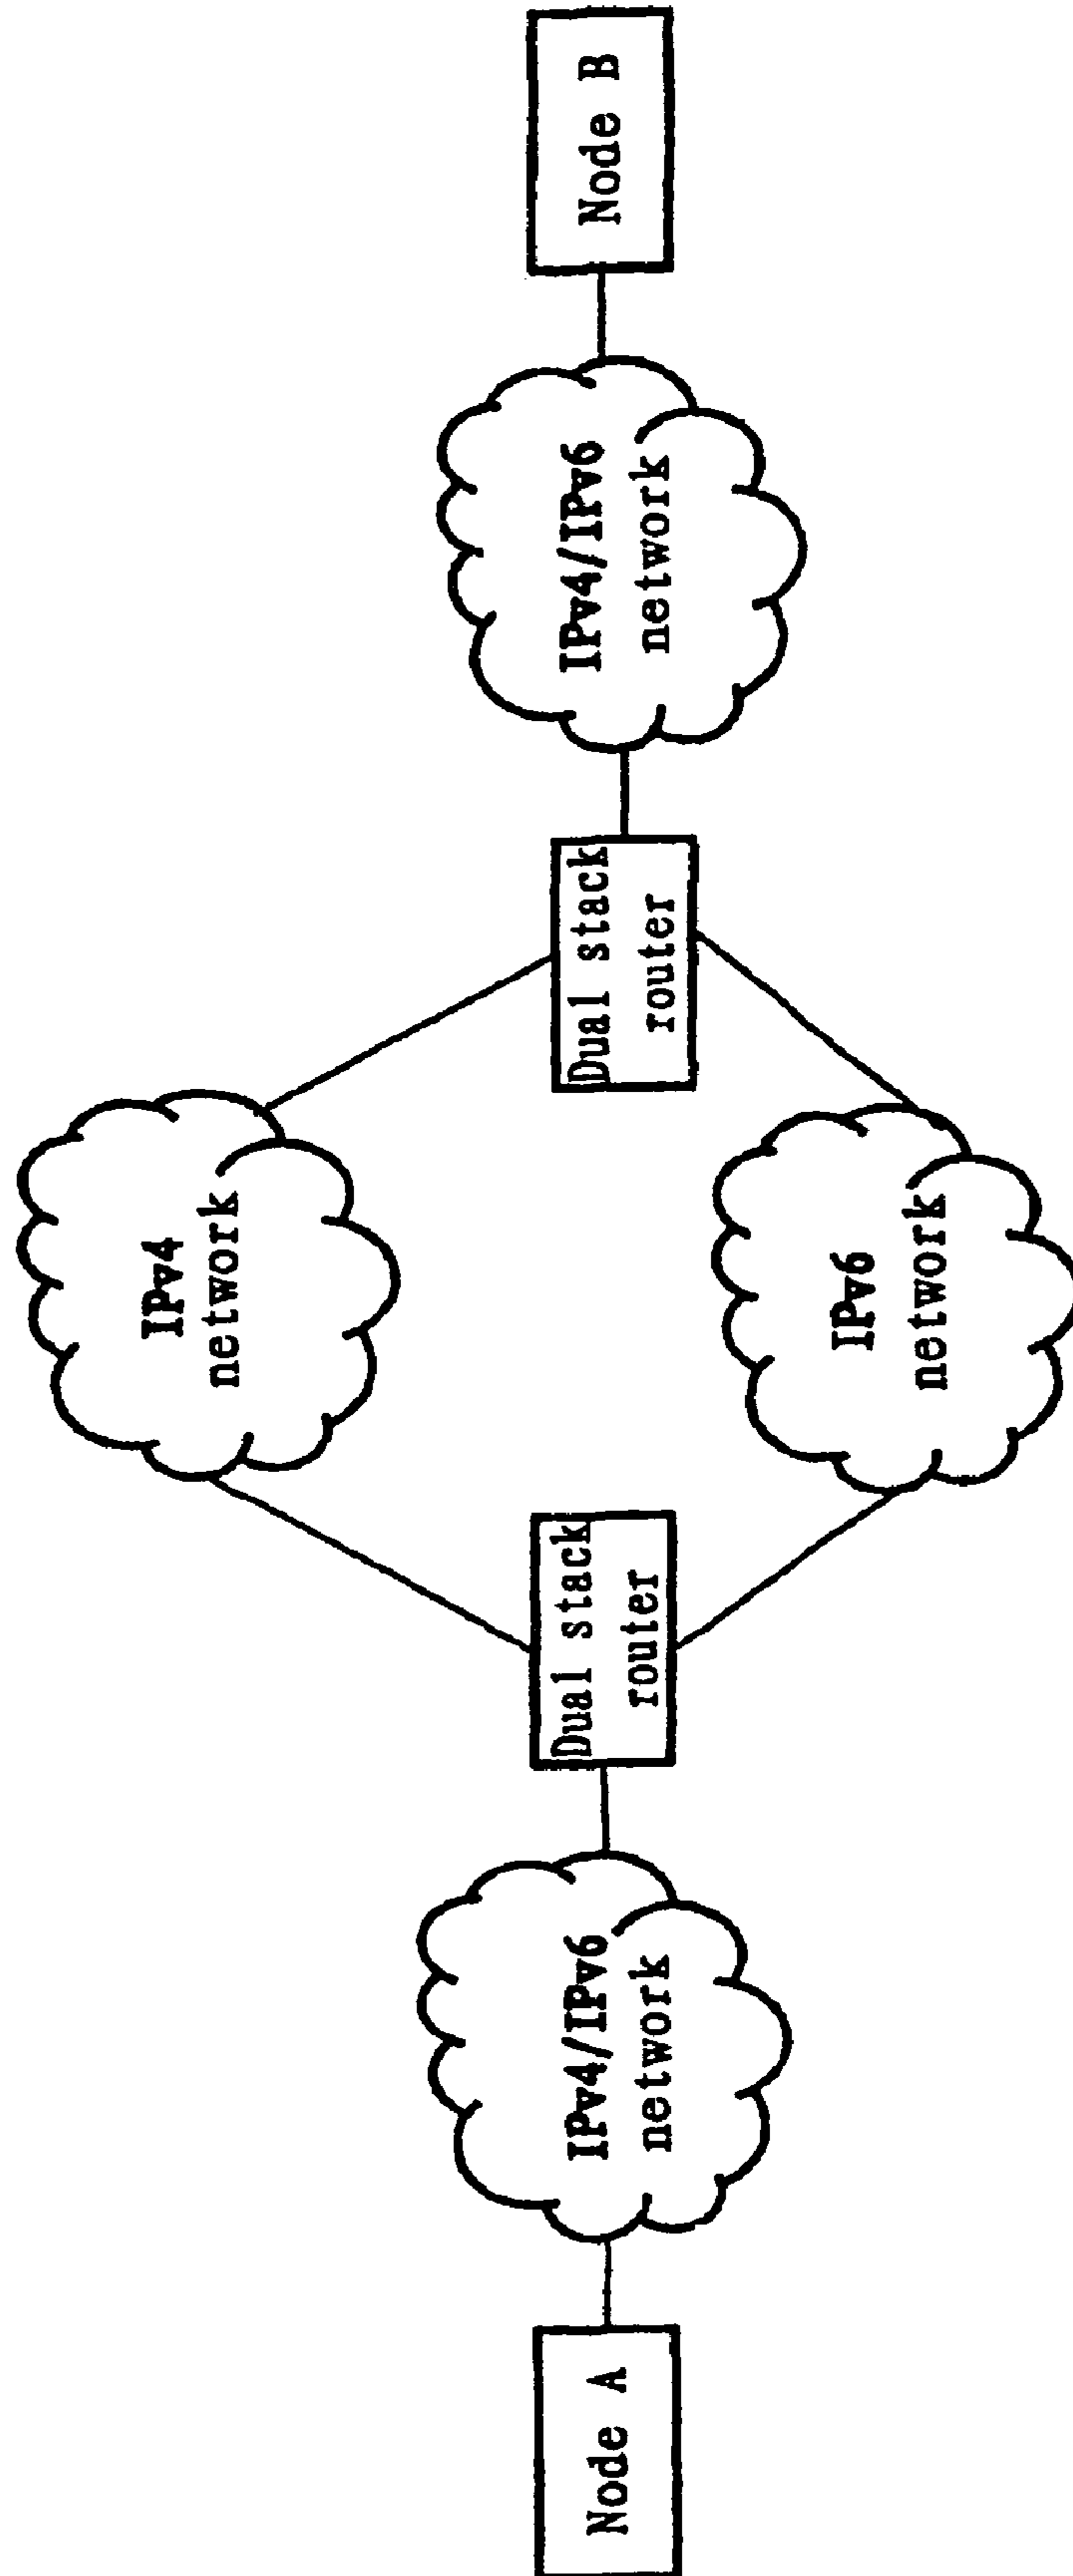 Node A
IPv4/IPv6
network
Dual stack
router
IPv4
network
IPv6
network
Dual stack
router
IPv4/IPv6
network
Node B